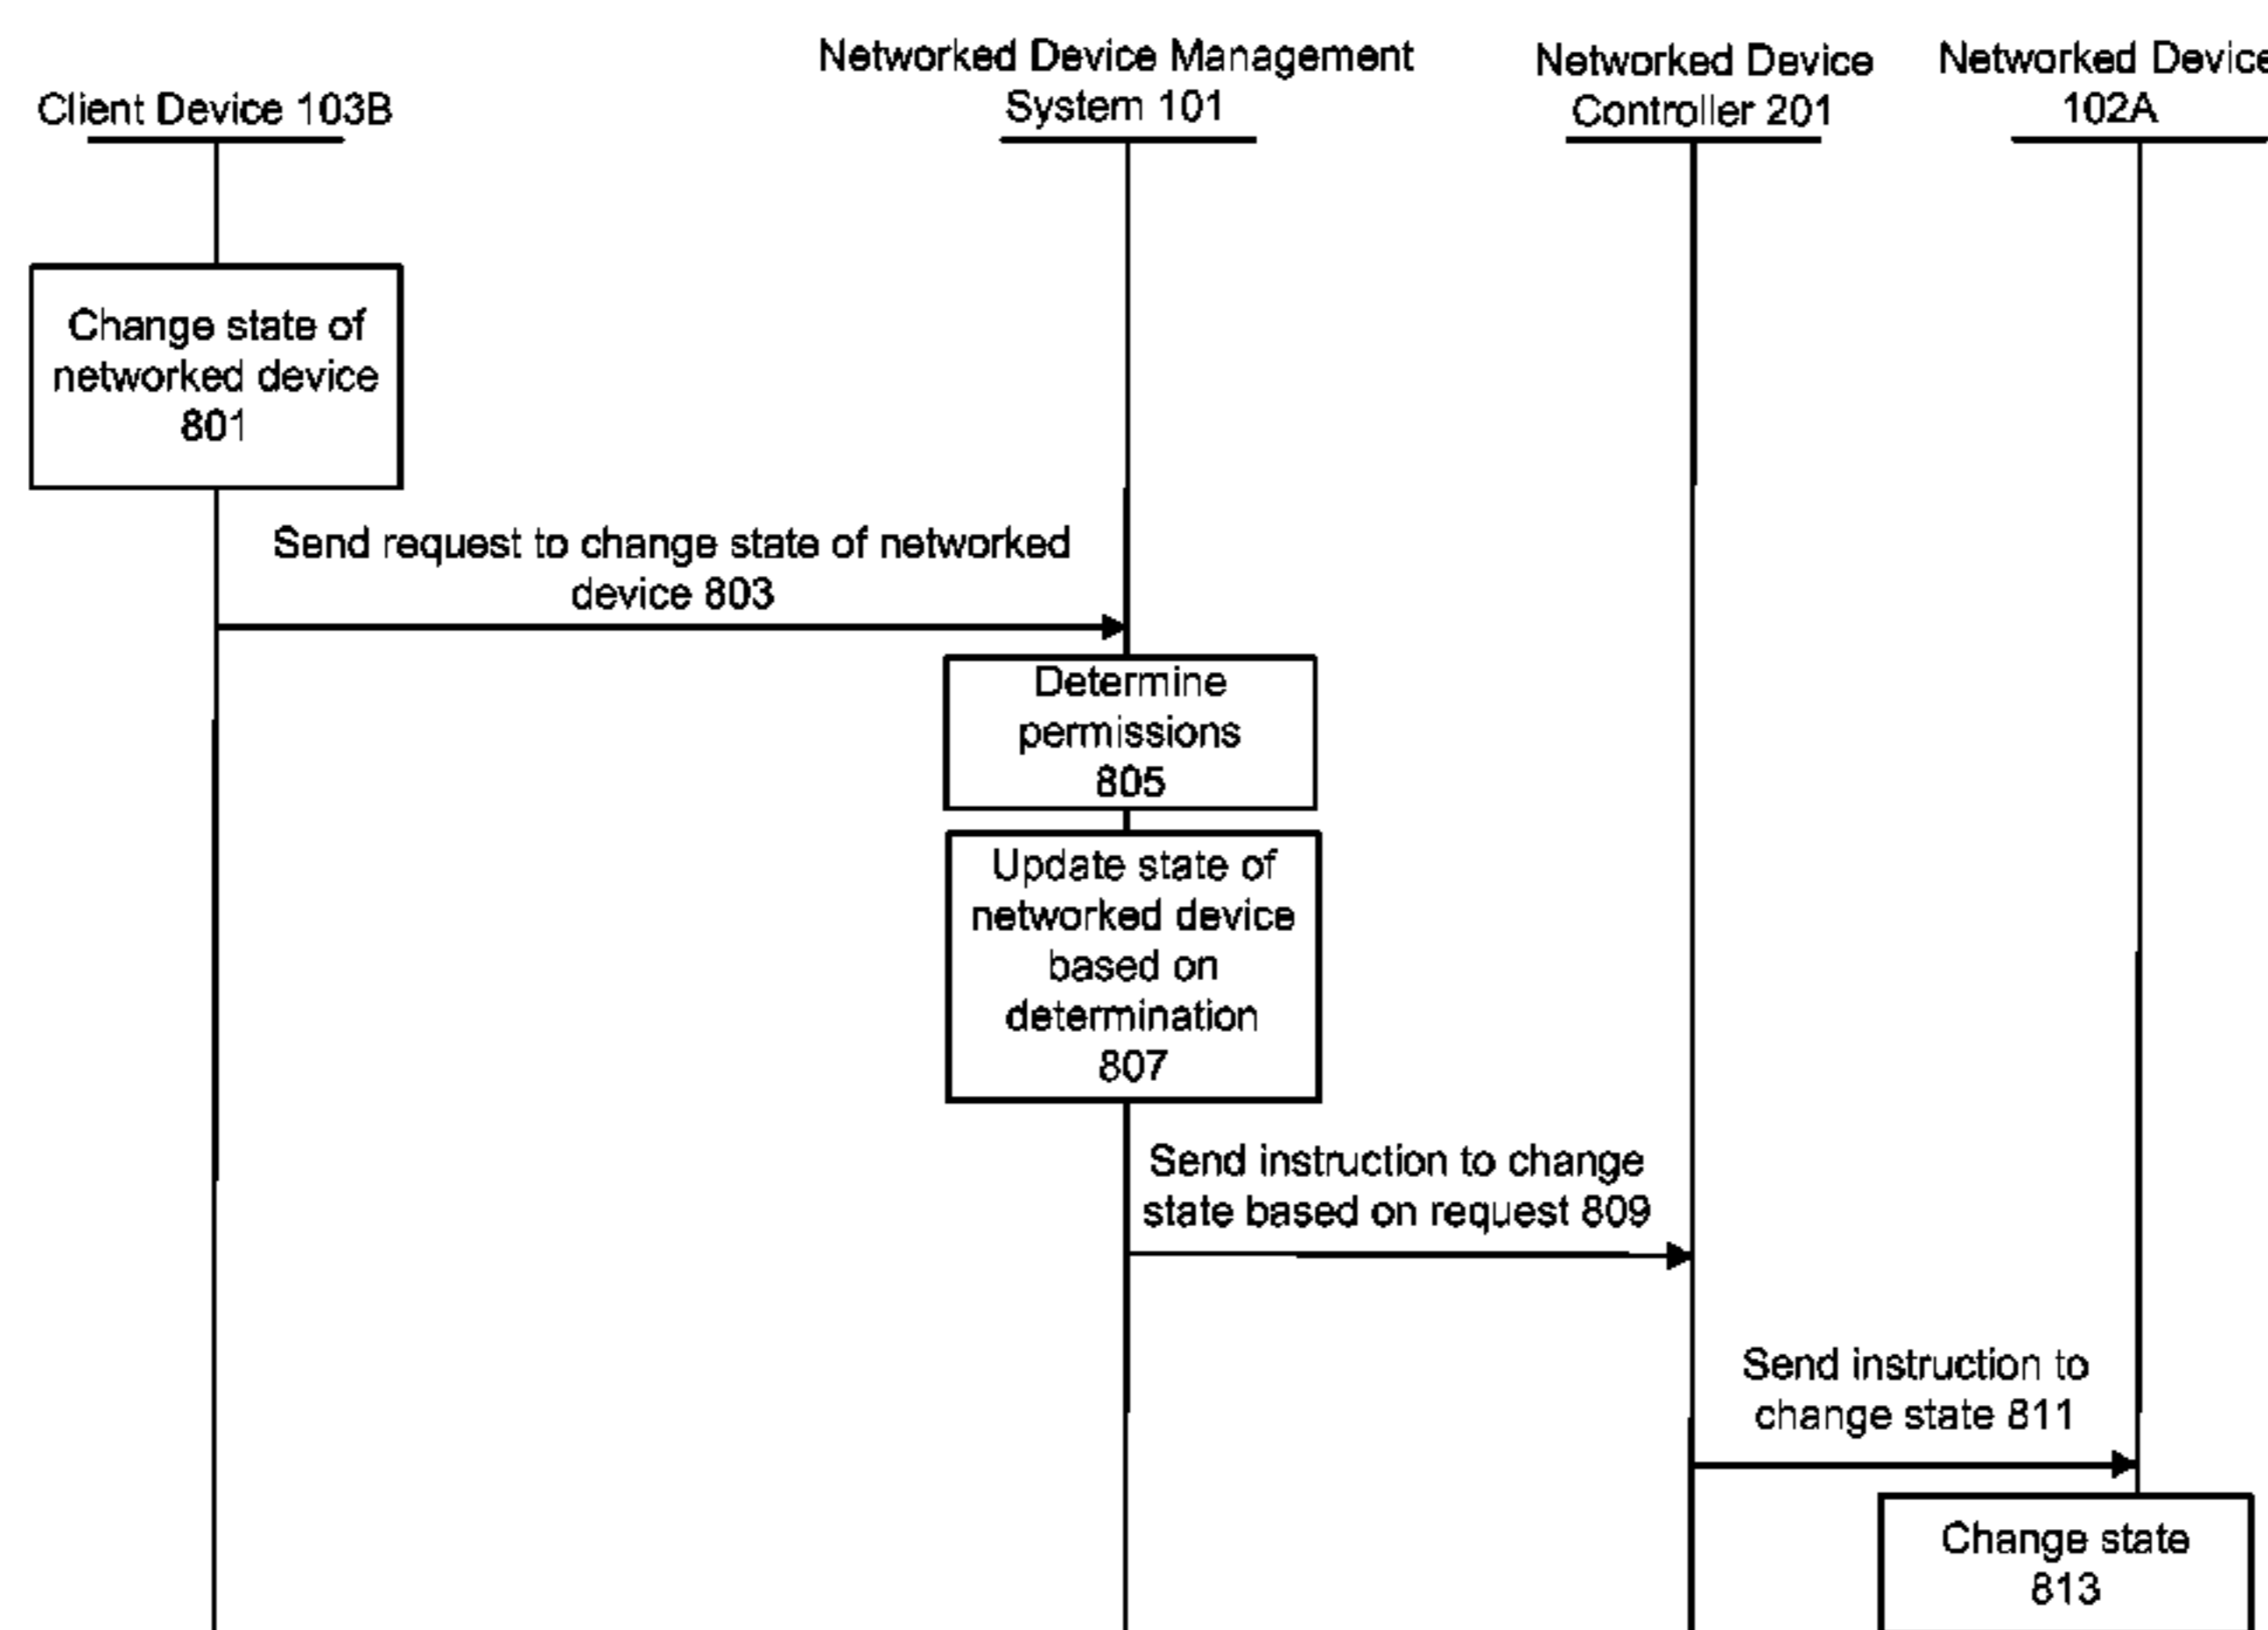 Client Device 103B
Networked Device Management
System 101
Networked Device
Controller 201
Networked Device
102A
Change state of
networked device
801
Send request to change state of networked
device 803
Determine
permissions
805
Update state of
networked device
based on
determination
807
Send instruction to change
state based on request 809
Send instruction to
change state 811
Change state
813